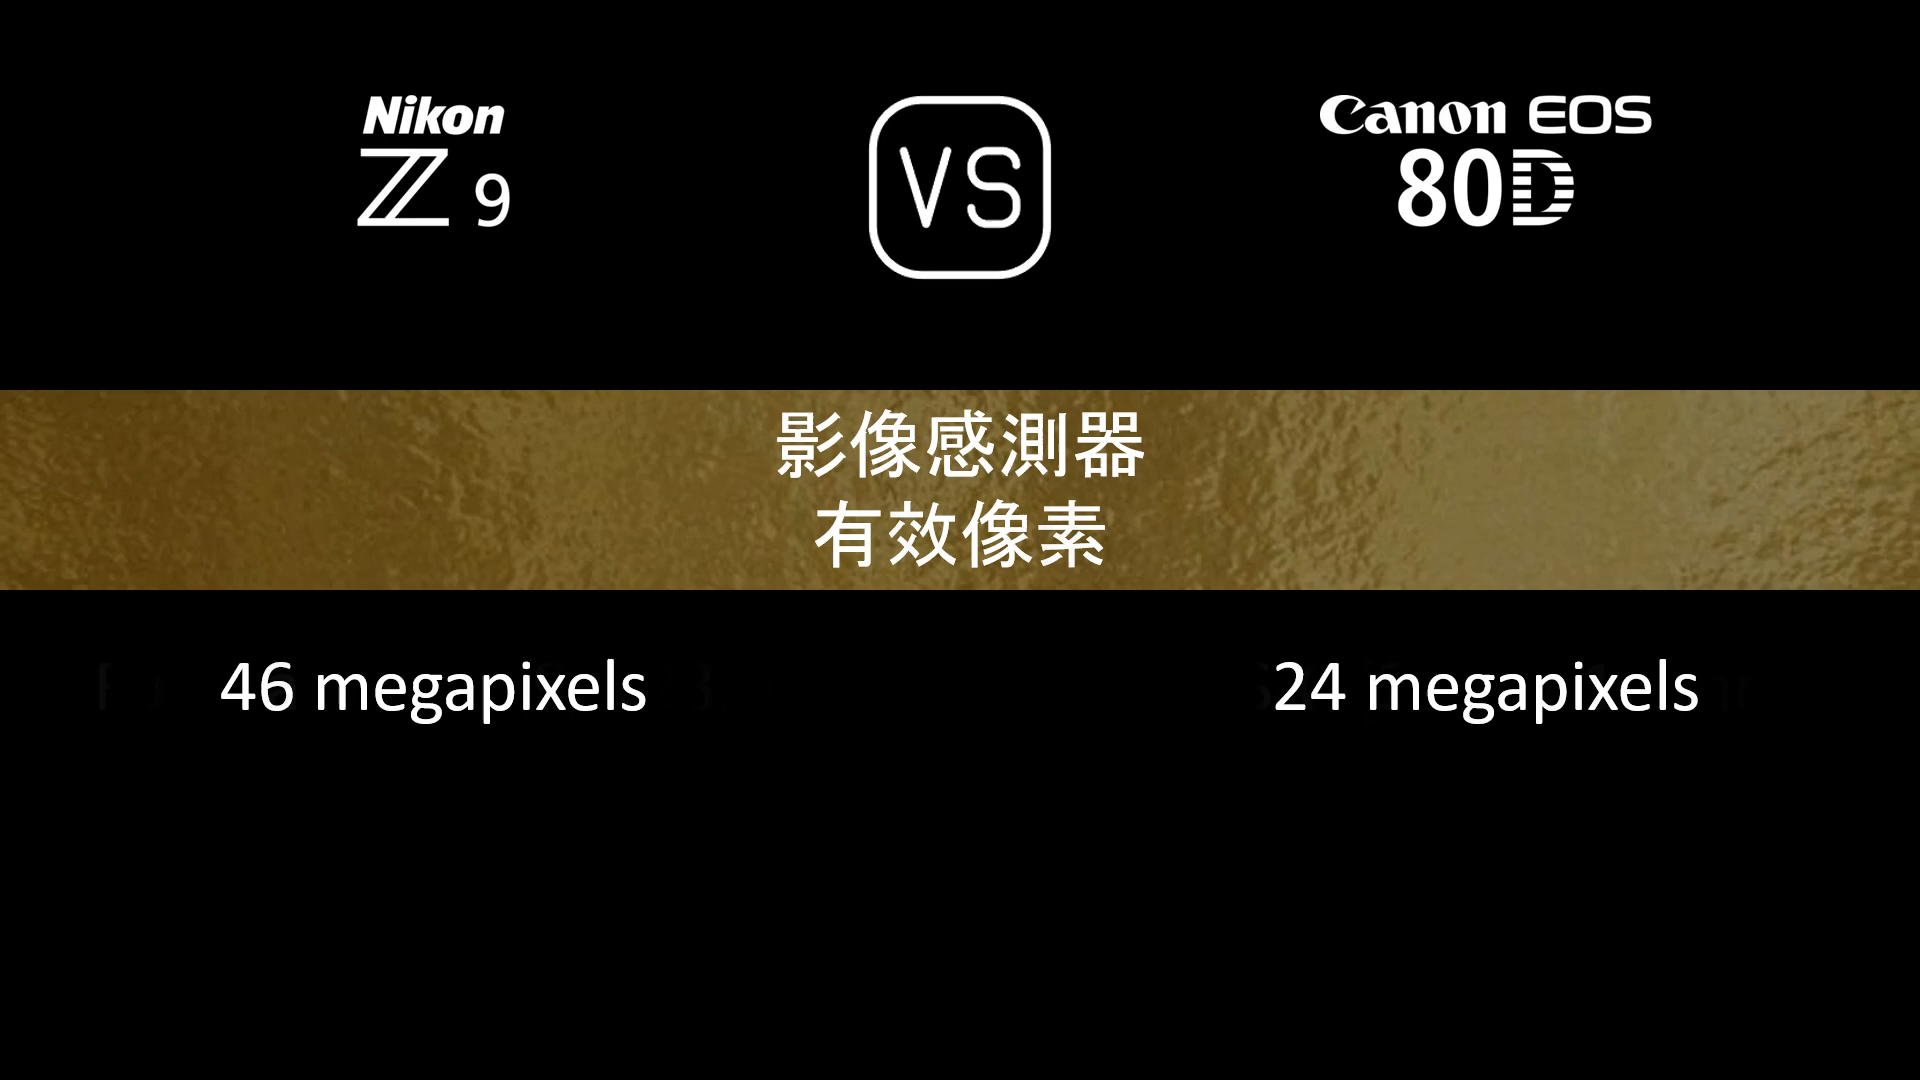 Nikon
Z 9
VS
Canon EOS
80D
影像感測器
有效像素
46 megapixels
24 megapixels